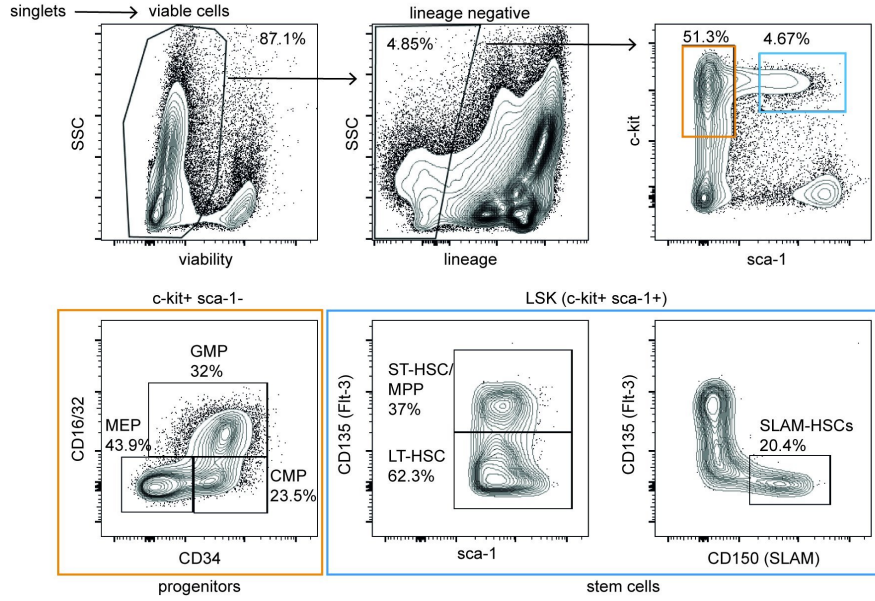 singlets
viable cells
lineage negative
87.1%
4.85%
51.3%
4.67%
SSC
SSC
c-kit
viability
lineage
sca-1
c-kit+ sca-1-
LSK (c-kit+ sca-1+)
GMP
32%
MEP
43.9%
CMP
23.5%
CD16/32
CD34
ST-HSC/
MPP
37%
LT-HSC
62.3%
CD135 (Flt-3)
sca-1
SLAM-HSCs
20.4%
CD135 (Flt-3)
CD150 (SLAM)
progenitors
stem cells